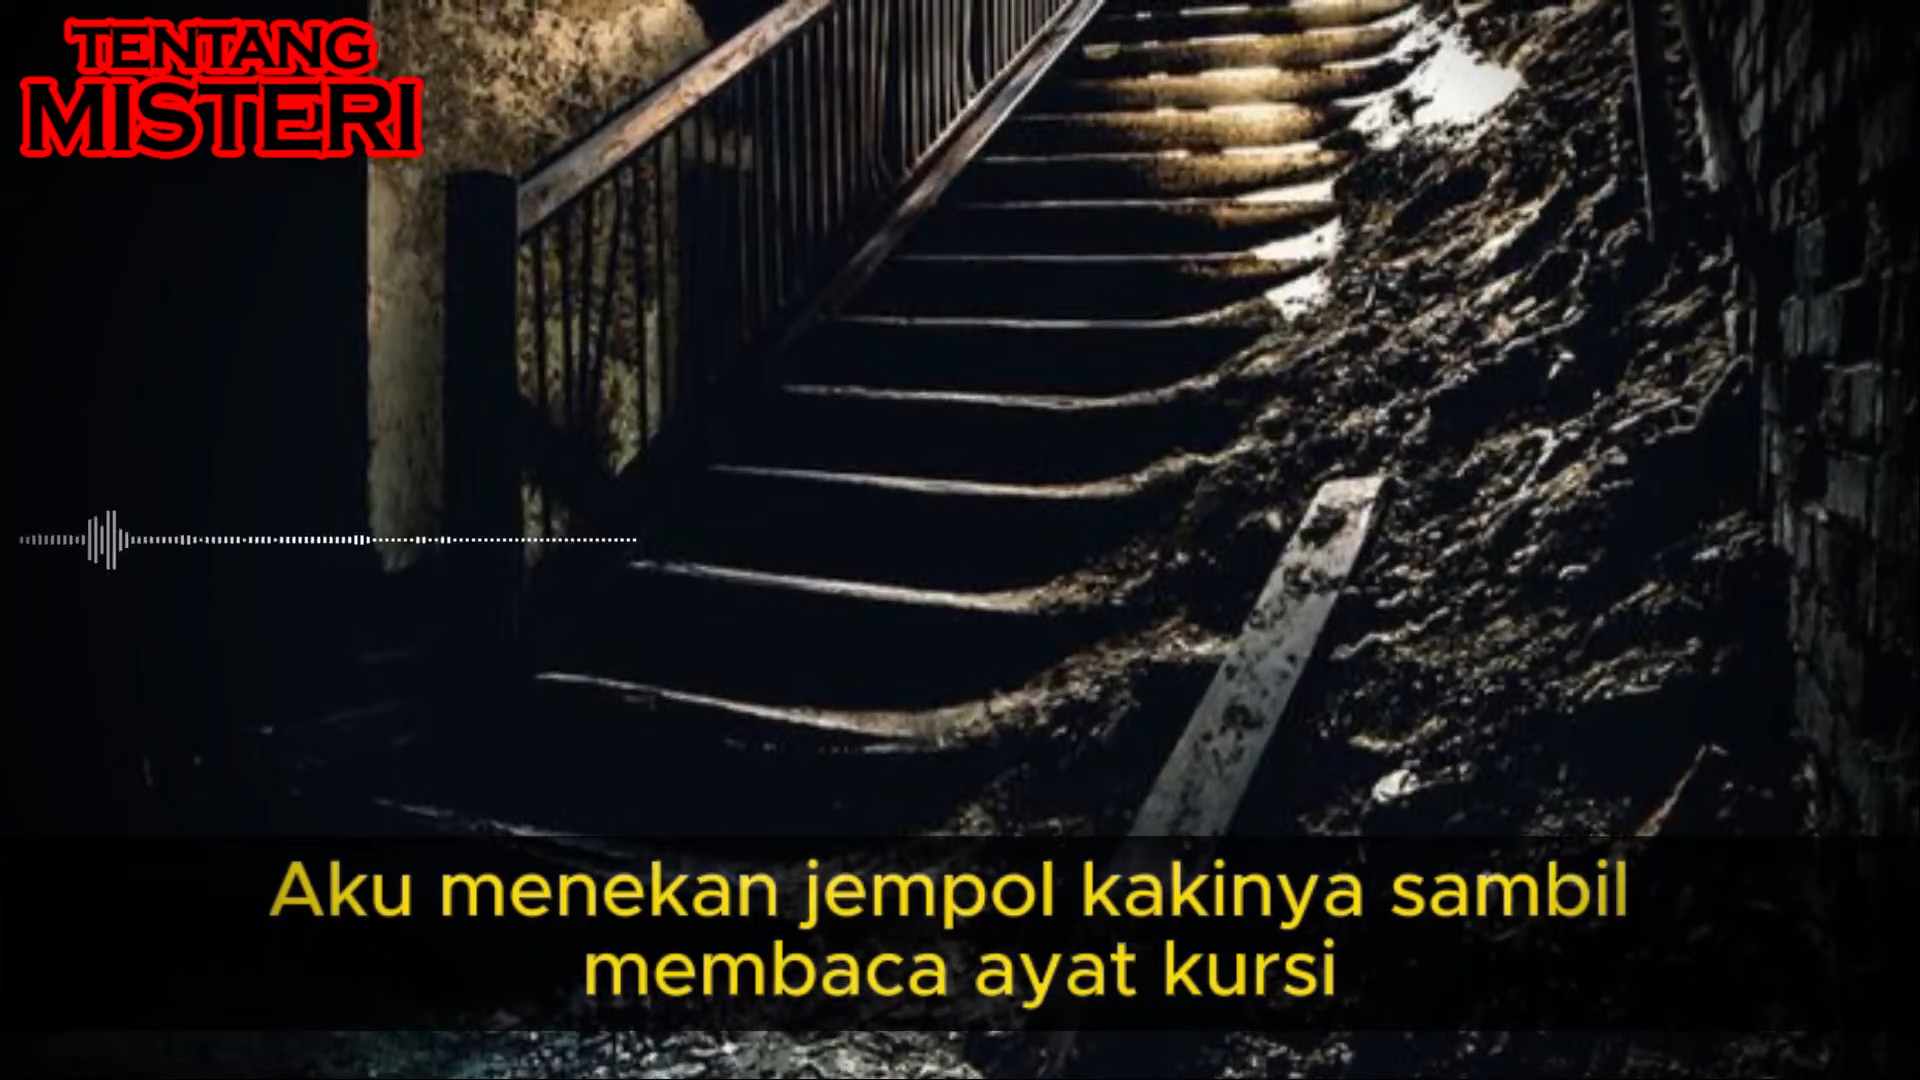 TENTANG
MISTERI
Aku menekan jempol kakinya sambil
membaca ayat kursi